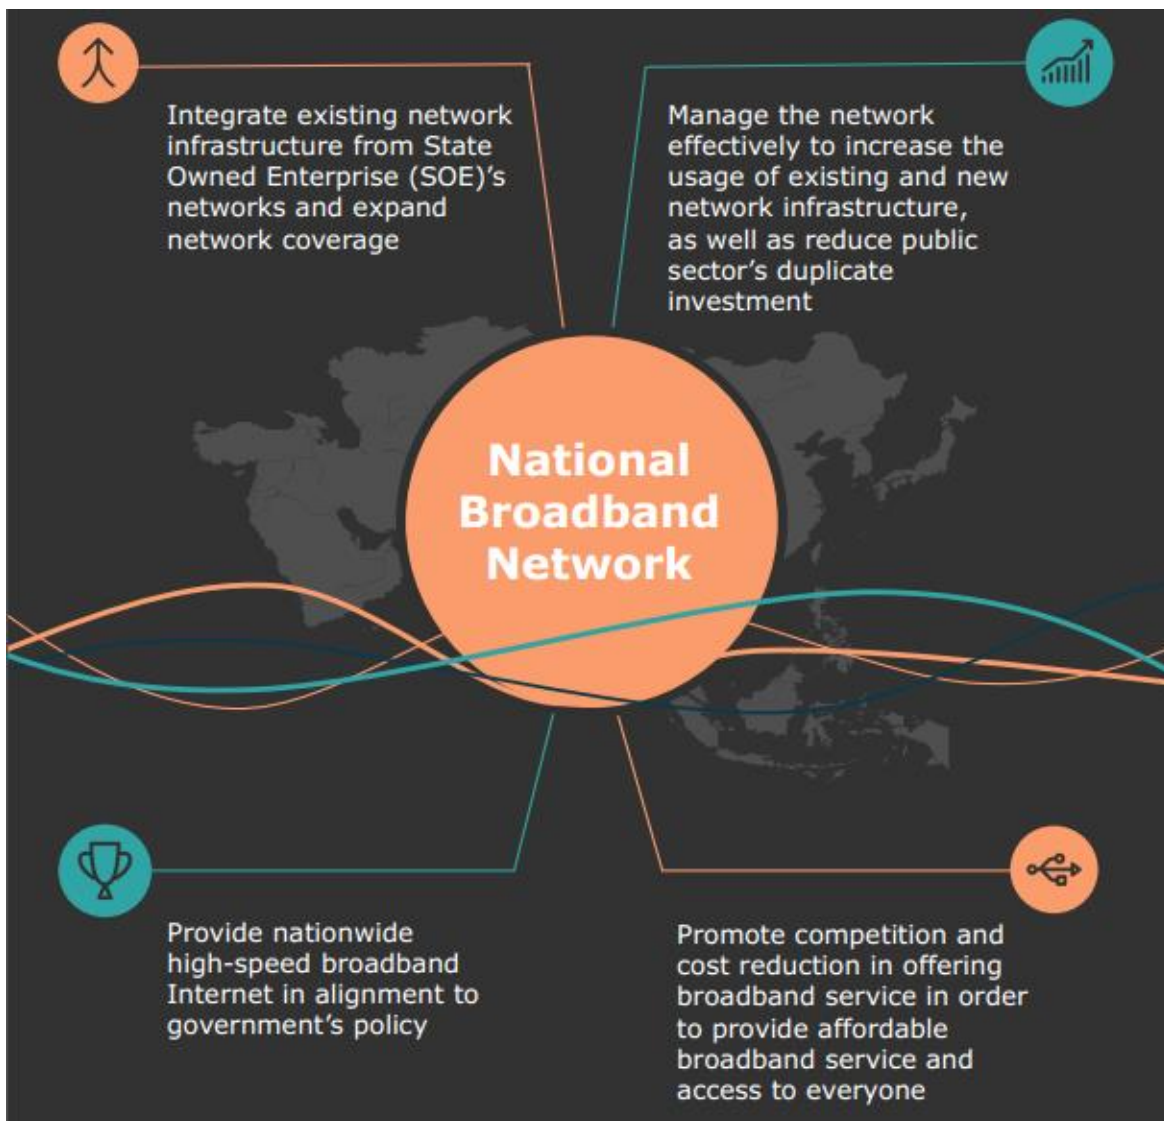 Integrate existing network
infrastructure from State
Owned Enterprise (SOE)'s
networks and expand
network coverage
Manage the network
effectively to increase the
usage of existing and new
network infrastructure,
as well as reduce public
sector's duplicate
investment
National
Broadband
Network
Provide nationwide
high-speed broadband
Internet in alignment to
government's policy
Promote competition and
cost reduction in offering
broadband service in order
to provide affordable
broadband service and
access to everyone